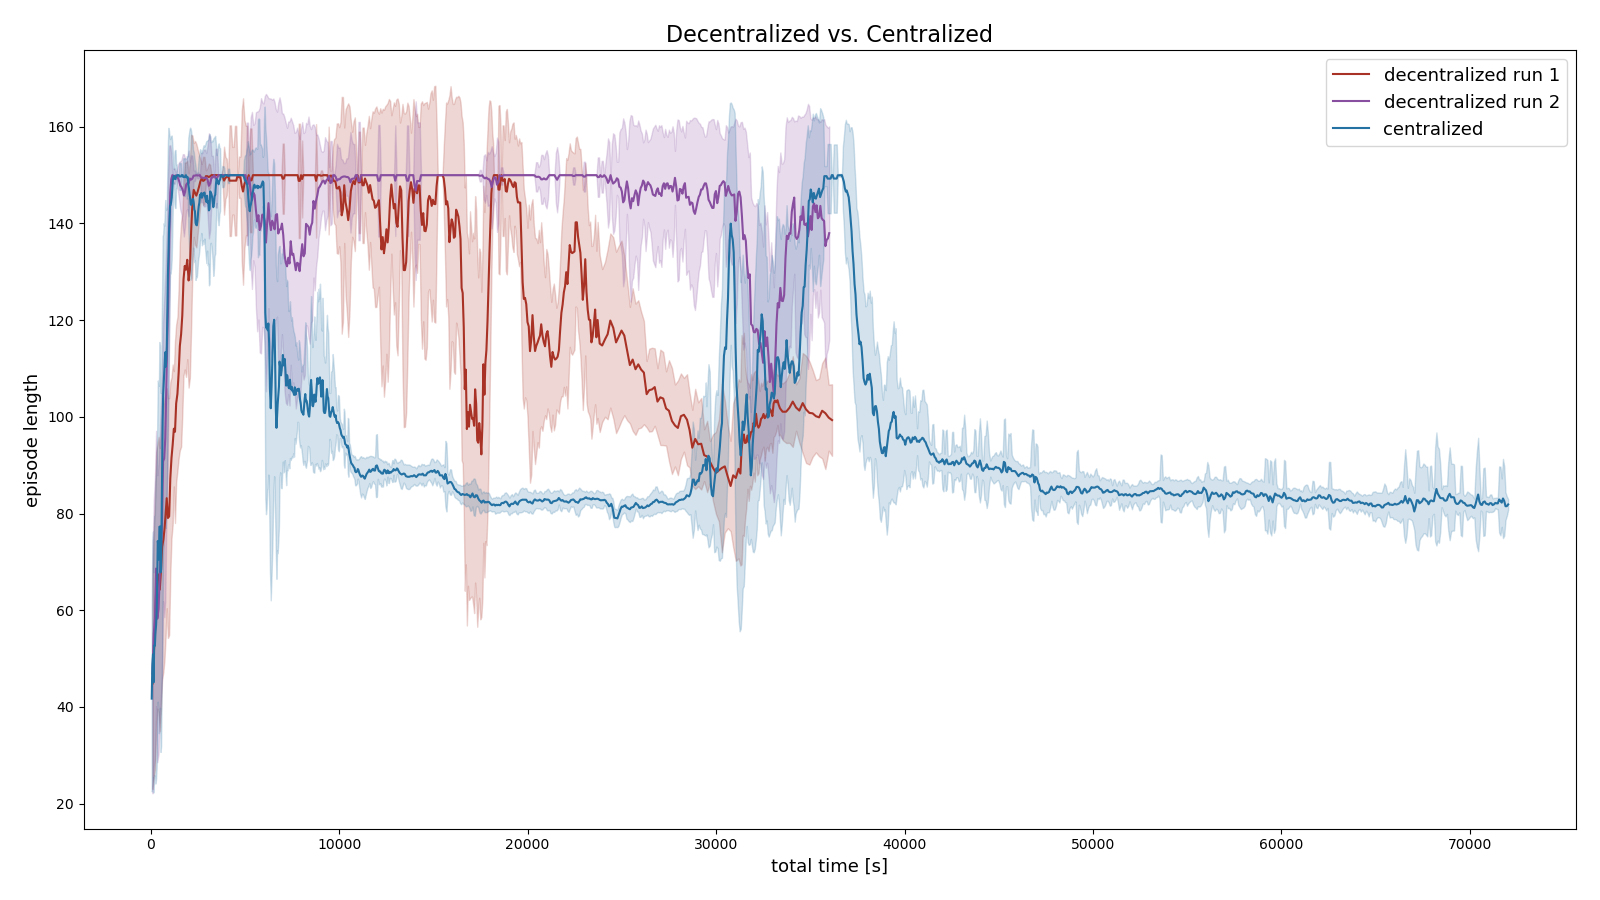 Decentralized vs. Centralized
decentralized run 1
decentralized run 2
centralized
episode length
160
140
120
100
80
60
40
20
0 10000 20000 30000 40000 50000 60000 70000
total time [s]